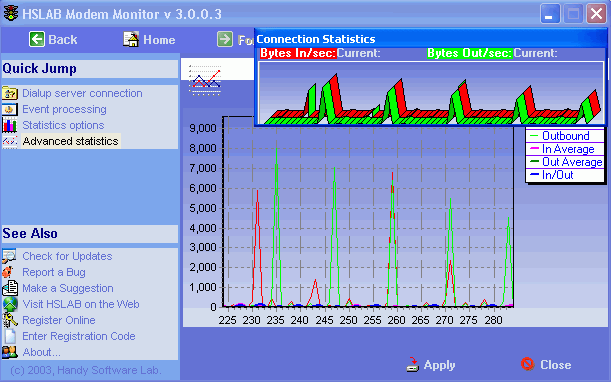 HSLAB Modem Monitor v 3.0.0.3
Back Home Fo
Connection Statistics
Bytes In/sec: Current: Bytes Out/sec: Current:
Quick Jump
Dialup server connection
Event processing
Statistics options
Advanced statistics
9,000
8,000
7,000
6,000
5,000
4,000
3,000
2,000
1,000
0
225 230 235 240 245 250 255 260 265 270 275 280
Outbound
In Average
Out Average
In/Out
See Also
Check for Updates
Report a Bug
Make a Suggestion
Visit HSLAB on the Web
Register Online
Enter Registration Code
About...
(c) 2003, Handy Software Lab.
Apply Close